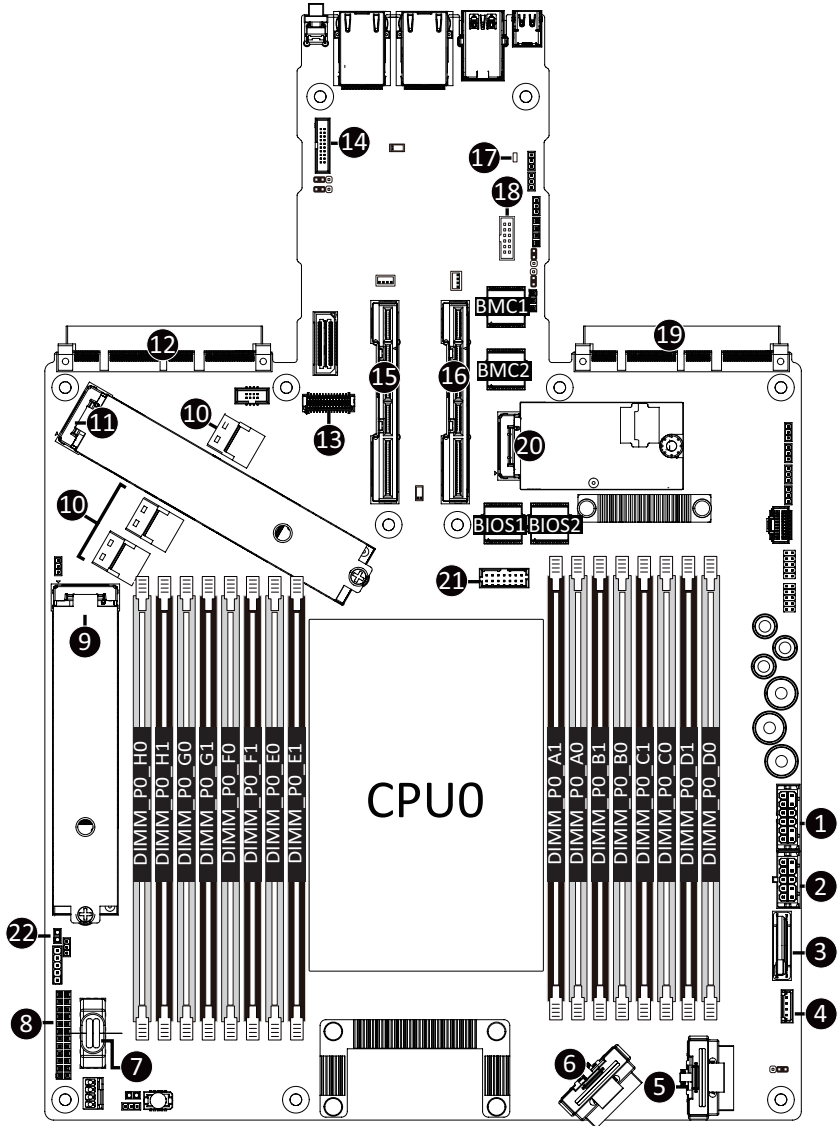 14
17
18
BMC1
12
19
15
16
BMC2
10
11
13
20
10
BIOS1
BIOS2
21
9
DIMM_P0_H0
DIMM_P0_H1
DIMM_P0_G0
DIMM_P0_G1
DIMM_P0_F0
DIMM_P0_F1
DIMM_P0_E0
DIMM_P0_E1
CPU0
DIMM_P0_A1
DIMM_P0_A0
DIMM_P0_B1
DIMM_P0_B0
DIMM_P0_C1
DIMM_P0_C0
DIMM_P0_D1
DIMM_P0_D0
1
2
22
3
8
4
7
6
5